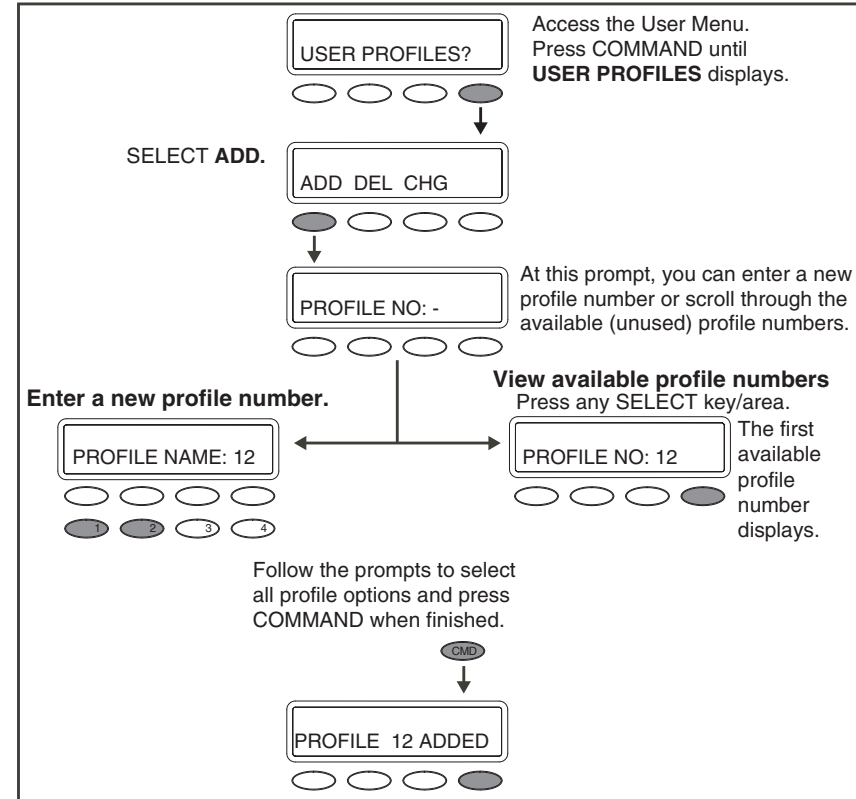 Access the User Menu.
Press COMMAND until
USER PROFILES displays.
USER PROFILES?
SELECT ADD.
ADD DEL CHG
PROFILE NO: -
At this prompt, you can enter a new
profile number or scroll through the
available (unused) profile numbers.
Enter a new profile number.
PROFILE NAME: 12
1 2 3 4
View available profile numbers
Press any SELECT key/area.
PROFILE NO: 12
The first
available
profile
number
displays.
Follow the prompts to select
all profile options and press
COMMAND when finished.
CMD
PROFILE 12 ADDED